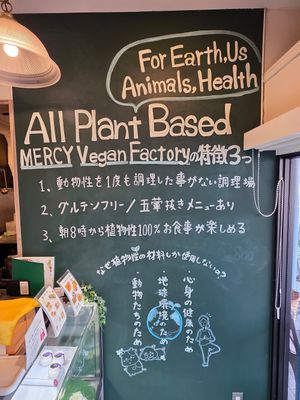 For Earth, Us
Animals, Health
All Plant Based
MERCY Vegan Factoryの特徴3つ
1、動物性を1度も調理した事がない調理場
2、グルテンフリー/五葷抜きメニューあり
3、朝8時から植物性100%お食事が楽しめる
なぜ植物性の材料しか使用しないの?
・心身の健康のため
・地球環境のため
・動物たちのため